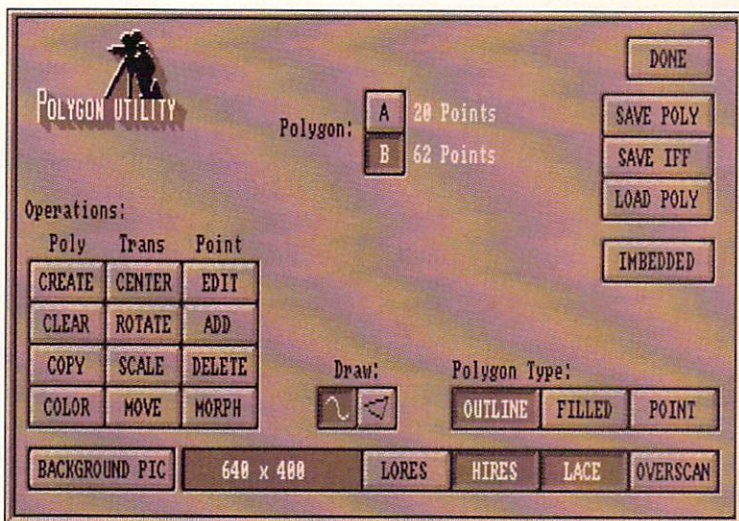 POLYGON UTILITY
DONE
Polygon: A 20 Points
B 62 Points
SAVE POLY
SAVE IFF
LOAD POLY
IMBEDDED
Operations:
Poly Trans Point
CREATE CENTER EDIT
CLEAR ROTATE ADD
COPY SCALE DELETE
COLOR MOVE MORPH
Draw: Polygon Type:
OUTLINE FILLED POINT
BACKGROUND PIC 640 x 400 LORES HIRES LACE OVERSCAN